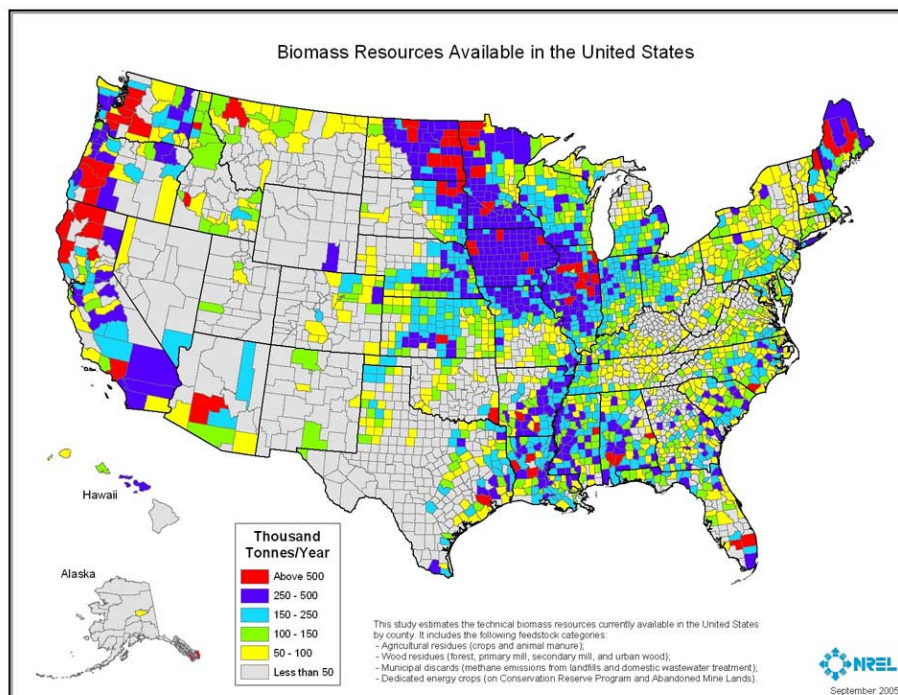 Biomass Resources Available in the United States
Hawaii
Alaska
Thousand
Tonnes/Year
Above 500
250 - 500
150 - 250
100 - 150
50 - 100
Less than 50
This study estimates the technical biomass resources currently available in the United States
by county. It includes the following feedstock categories:
- Agricultural residues (crops and animal manure);
- Wood residues (forest, primary mill, secondary mill, and urban wood);
- Municipal discards (methane emissions from landfills and domestic wastewater treatment);
- Dedicated energy crops (on Conservation Reserve Program and Abandoned Mine Lands).
NREL
September 2005